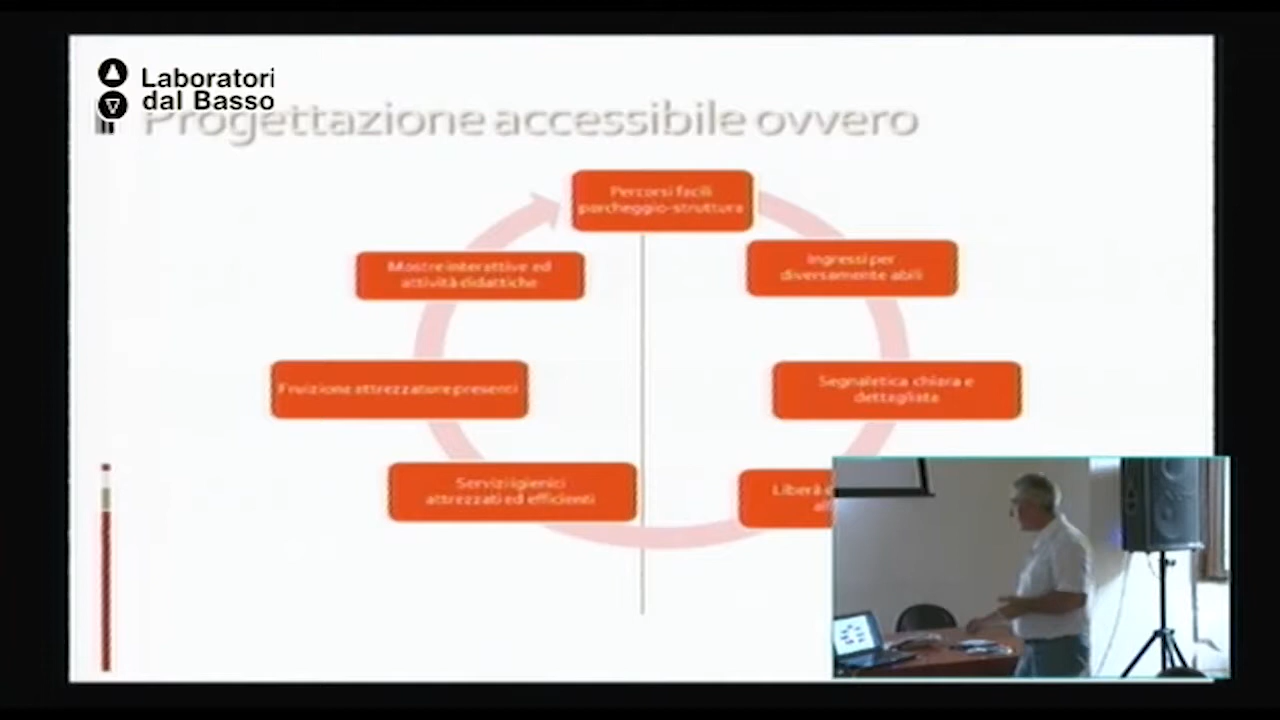 Laboratori
dal Basso
Progettazione accessibile ovvero
Percorsi facili
parcheggio-struttura
Ingressi per
diversamente abili
Segnaletica chiara e
dettagliata
Liberà
Servizi igienici
attrezzati ed efficienti
Fruizione attrezzature presenti
Mostre interattive ed
attività didattiche